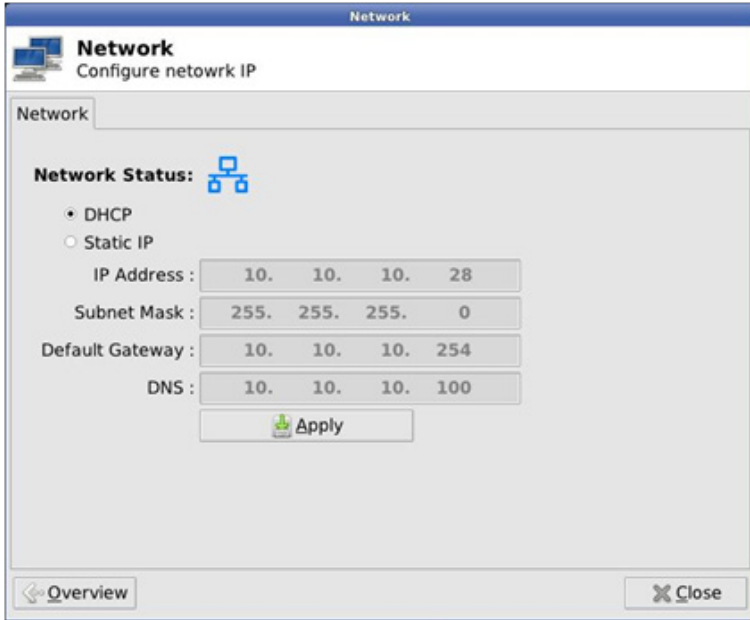 Network
Network
Configure netowrk IP
Network
Network Status:
DHCP
Static IP
IP Address : 10. 10. 10. 28
Subnet Mask : 255. 255. 255. 0
Default Gateway : 10. 10. 10. 254
DNS : 10. 10. 10. 100
Apply
Overview Close